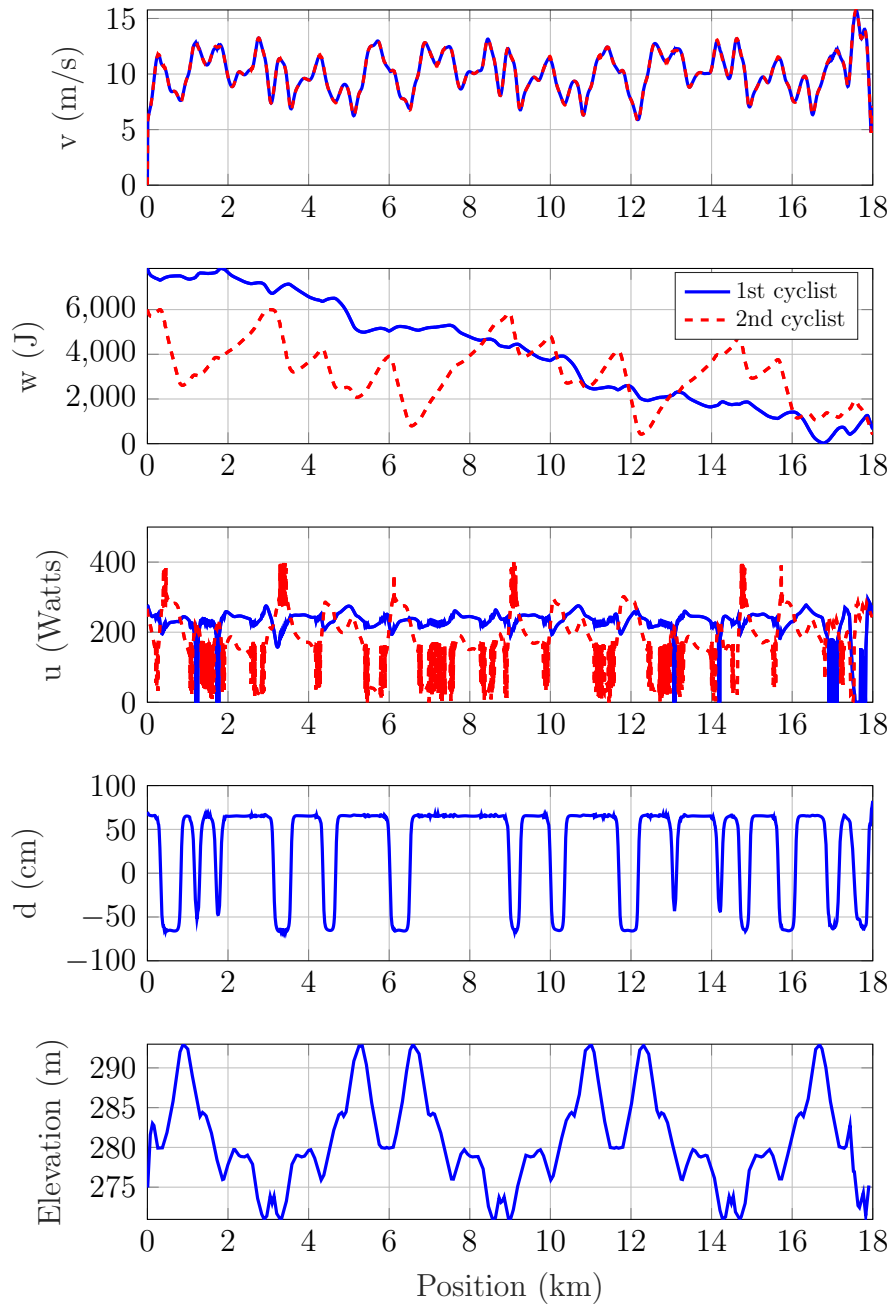 15
10
5
0
v (m/s)
0 2 4 6 8 10 12 14 16 18
6,000
4,000
2,000
0
w (J)
1st cyclist
2nd cyclist
0 2 4 6 8 10 12 14 16 18
400
200
0
u (Watts)
0 2 4 6 8 10 12 14 16 18
100
50
0
−50
−100
d (cm)
0 2 4 6 8 10 12 14 16 18
290
285
280
275
Elevation (m)
0 2 4 6 8 10 12 14 16 18
Position (km)